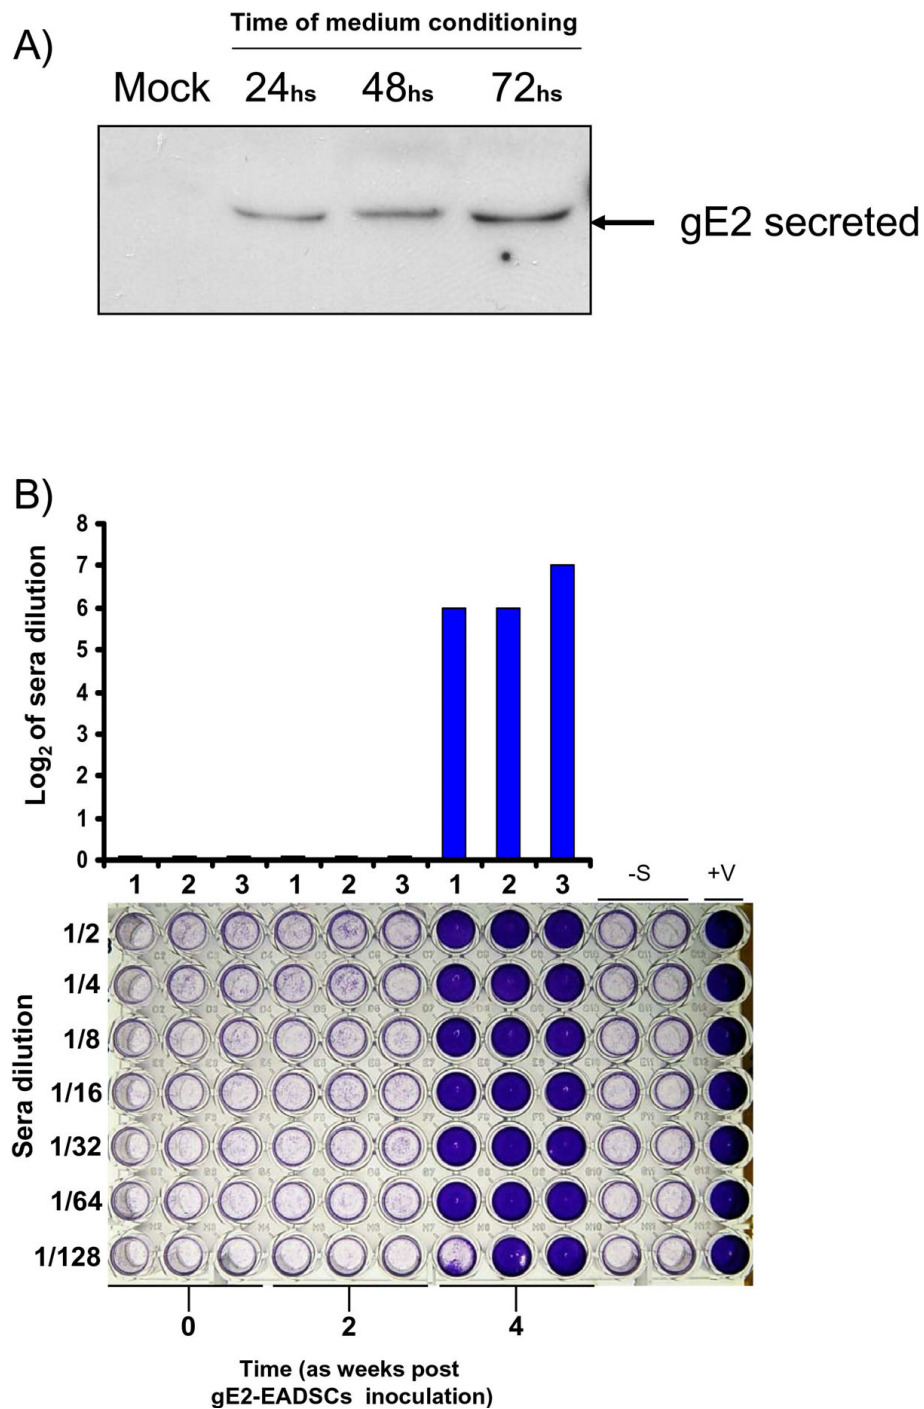 A)
Time of medium conditioning
Mock 24hs 48hs 72hs
gE2 secreted
B)
Log2 of sera dilution
8
7
6
5
4
3
2
1
0
1 2 3 1 2 3 1 2 3 -S +V
Sera dilution
1/2
1/4
1/8
1/16
1/32
1/64
1/128
0 2 4
Time (as weeks post
gE2-EADSCs inoculation)